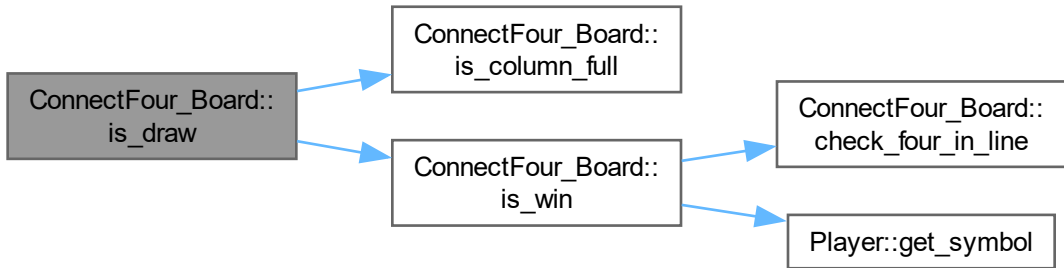 ConnectFour_Board::
is_draw
ConnectFour_Board::
is_column_full
ConnectFour_Board::
is_win
ConnectFour_Board::
check_four_in_line
Player::get_symbol